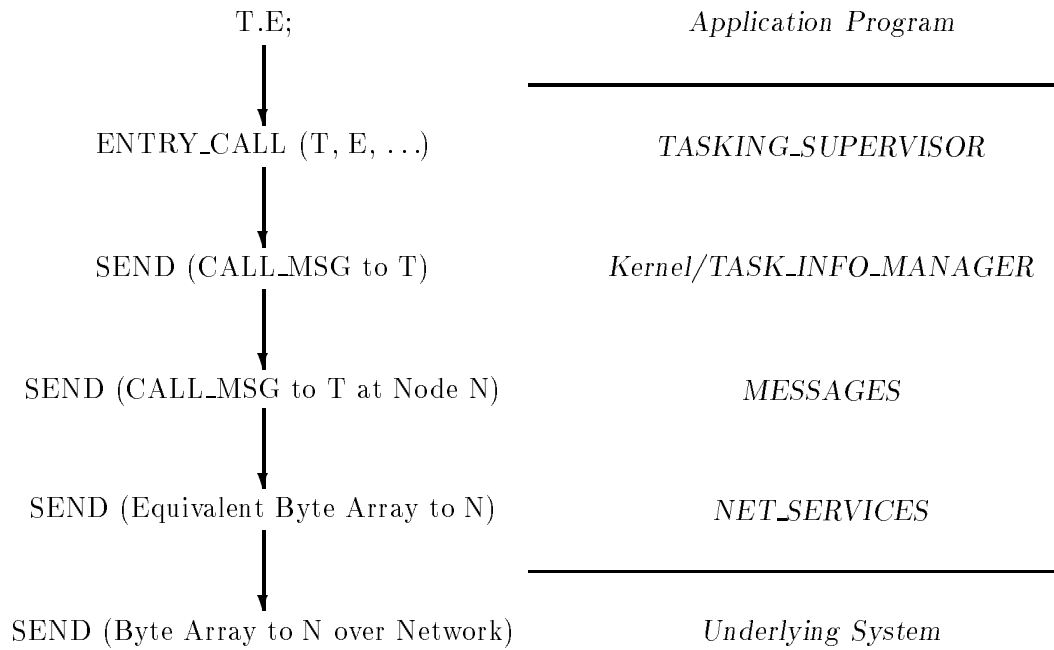 T.E; Application Program
ENTRY_CALL (T, E, ...) TASKING_SUPERVISOR
SEND (CALL_MSG to T) Kernel/TASK_INFO_MANAGER
SEND (CALL_MSG to T at Node N) MESSAGES
SEND (Equivalent Byte Array to N) NET_SERVICES
SEND (Byte Array to N over Network) Underlying System